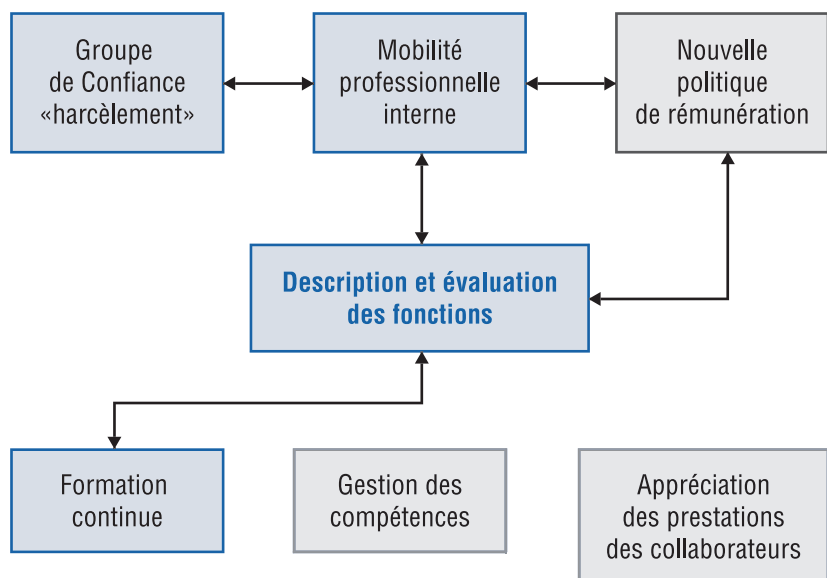 Groupe
de Confiance
«harcèlement»
Mobilité
professionnelle
interne
Nouvelle
politique
de rémunération
Description et évaluation
des fonctions
Formation
continue
Gestion des
compétences
Appréciation
des prestations
des collaborateurs